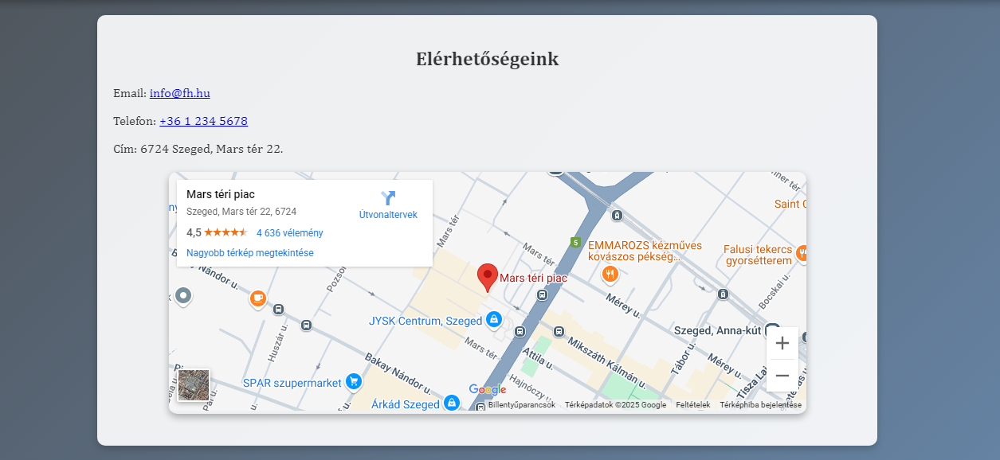 Elérhetőségeink
Email: info@fh.hu
Telefon: +36 1 234 5678
Cím: 6724 Szeged, Mars tér 22.
Mars téri piac
Szeged, Mars tér 22, 6724
Útvonaltervek
4,5
4 636 vélemény
Nagyobb térkép megtekintése
Saint
5
EMMAROZS kézműves
kovászos pékség...
Falusi tekercs
gyorsétterem
Mars tér
Mars tér
Mars téri piac
Bocskai u.
Bakay Nándor u.
Mérey u.
JYSK Centrum, Szeged
Szeged, Anna-kút
Huszár u.
Mars tér
Mikszáth Kálmán u.
Attila u.
Tábor u.
Mérey u.
Bakay Nándor u.
SPAR szupermarket
Hajnóczy u.
Árkád Szeged
Google
Billentyűparancsok
Térképadatok ©2025 Google
Feltételek
Térképhiba bejelentése